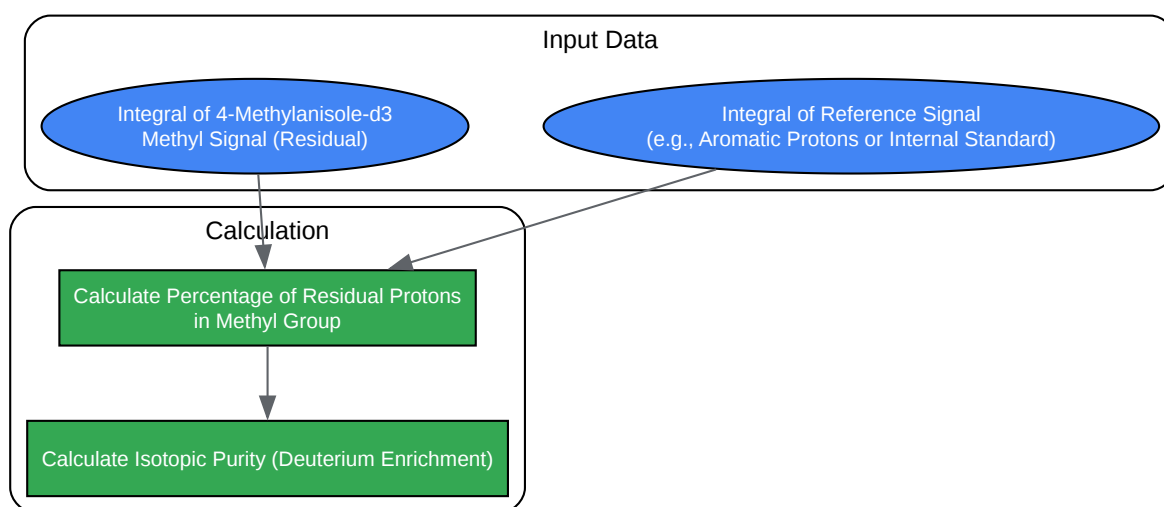 Input Data
Integral of 4-Methylanisole-d3
Methyl Signal (Residual)
Integral of Reference Signal
(e.g., Aromatic Protons or Internal Standard)
Calculation
Calculate Percentage of Residual Protons
in Methyl Group
Calculate Isotopic Purity (Deuterium Enrichment)